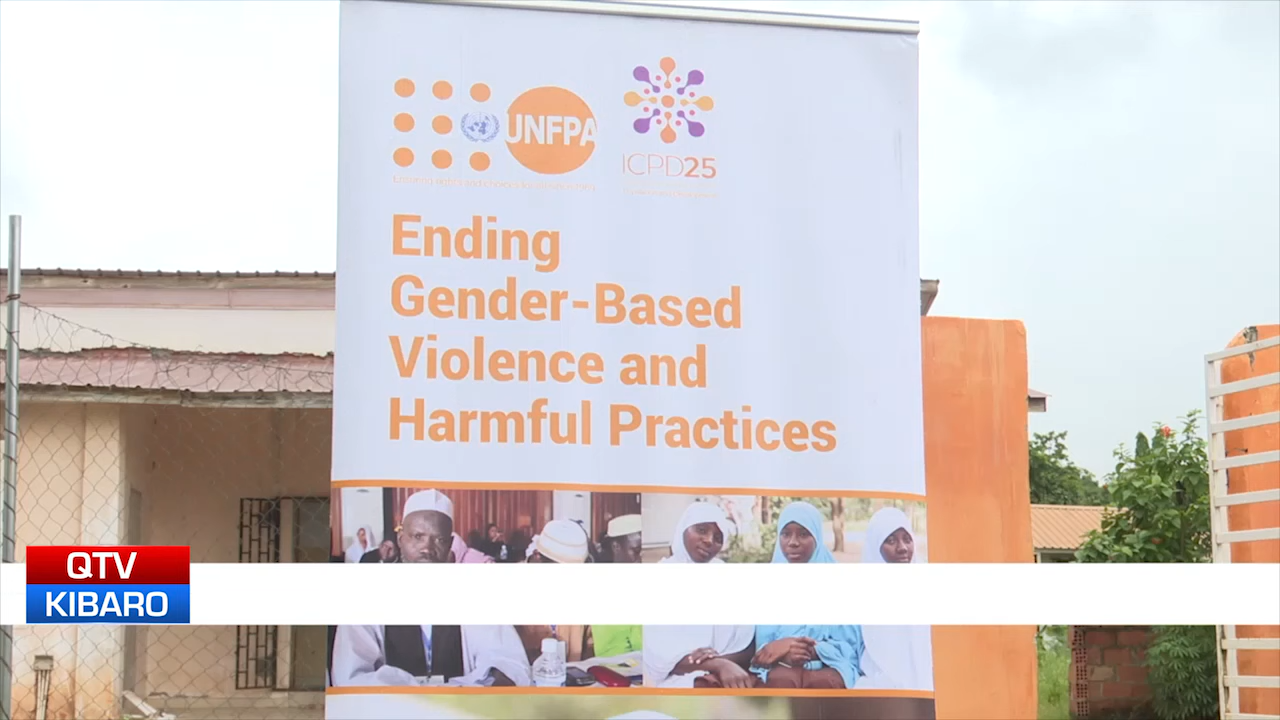 UNFPA
ICPD25
Ending
Gender-Based
Violence and
Harmful Practices
QTV
KIBARO